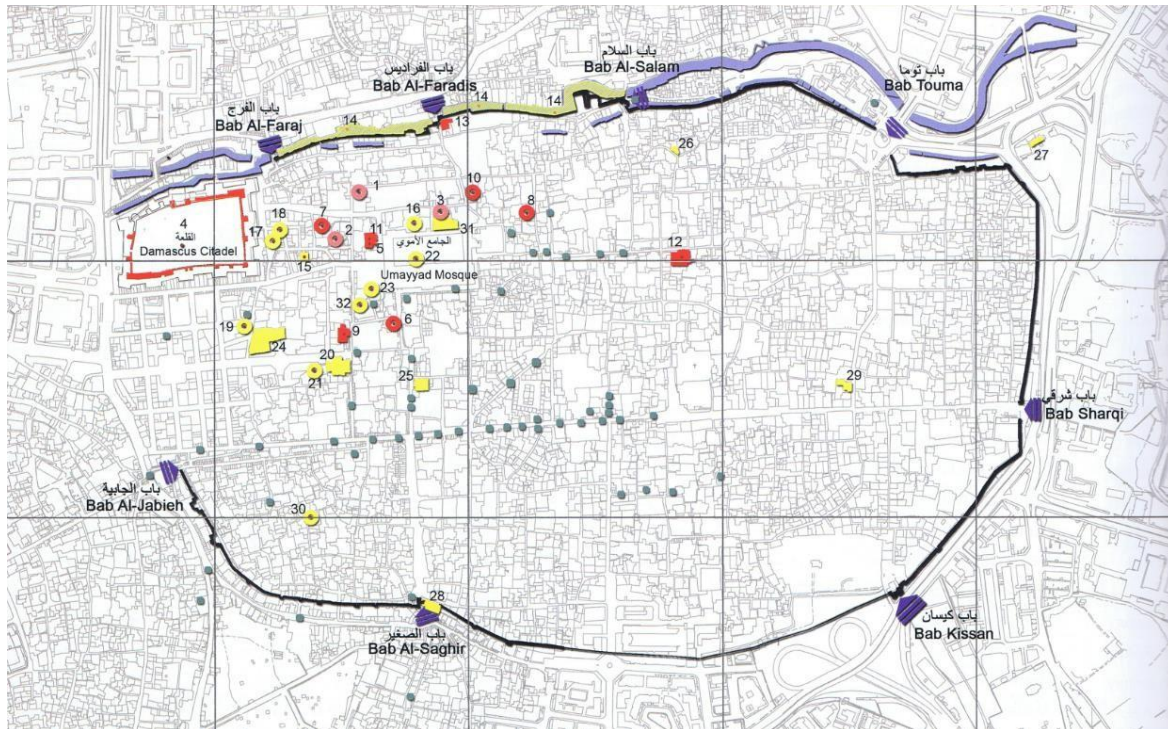 باب السلام
Bab Al-Salam
باب الفراديس
Bab Al-Faradis
باب توما
Bab Touma
باب الفرج
Bab Al-Faraj
14
14
14
13
26
27
1
10
3
8
4
القلعة
Damascus Citadel
18
17
7
2
11
5
16
31
الجامع الأموي
22
Umayyad Mosque
15
12
23
32
19
6
9
24
20
21
25
29
باب شرقي
Bab Sharqi
باب الجابية
Bab Al-Jabieh
30
28
باب الصغير
Bab Al-Saghir
باب كيسان
Bab Kissan